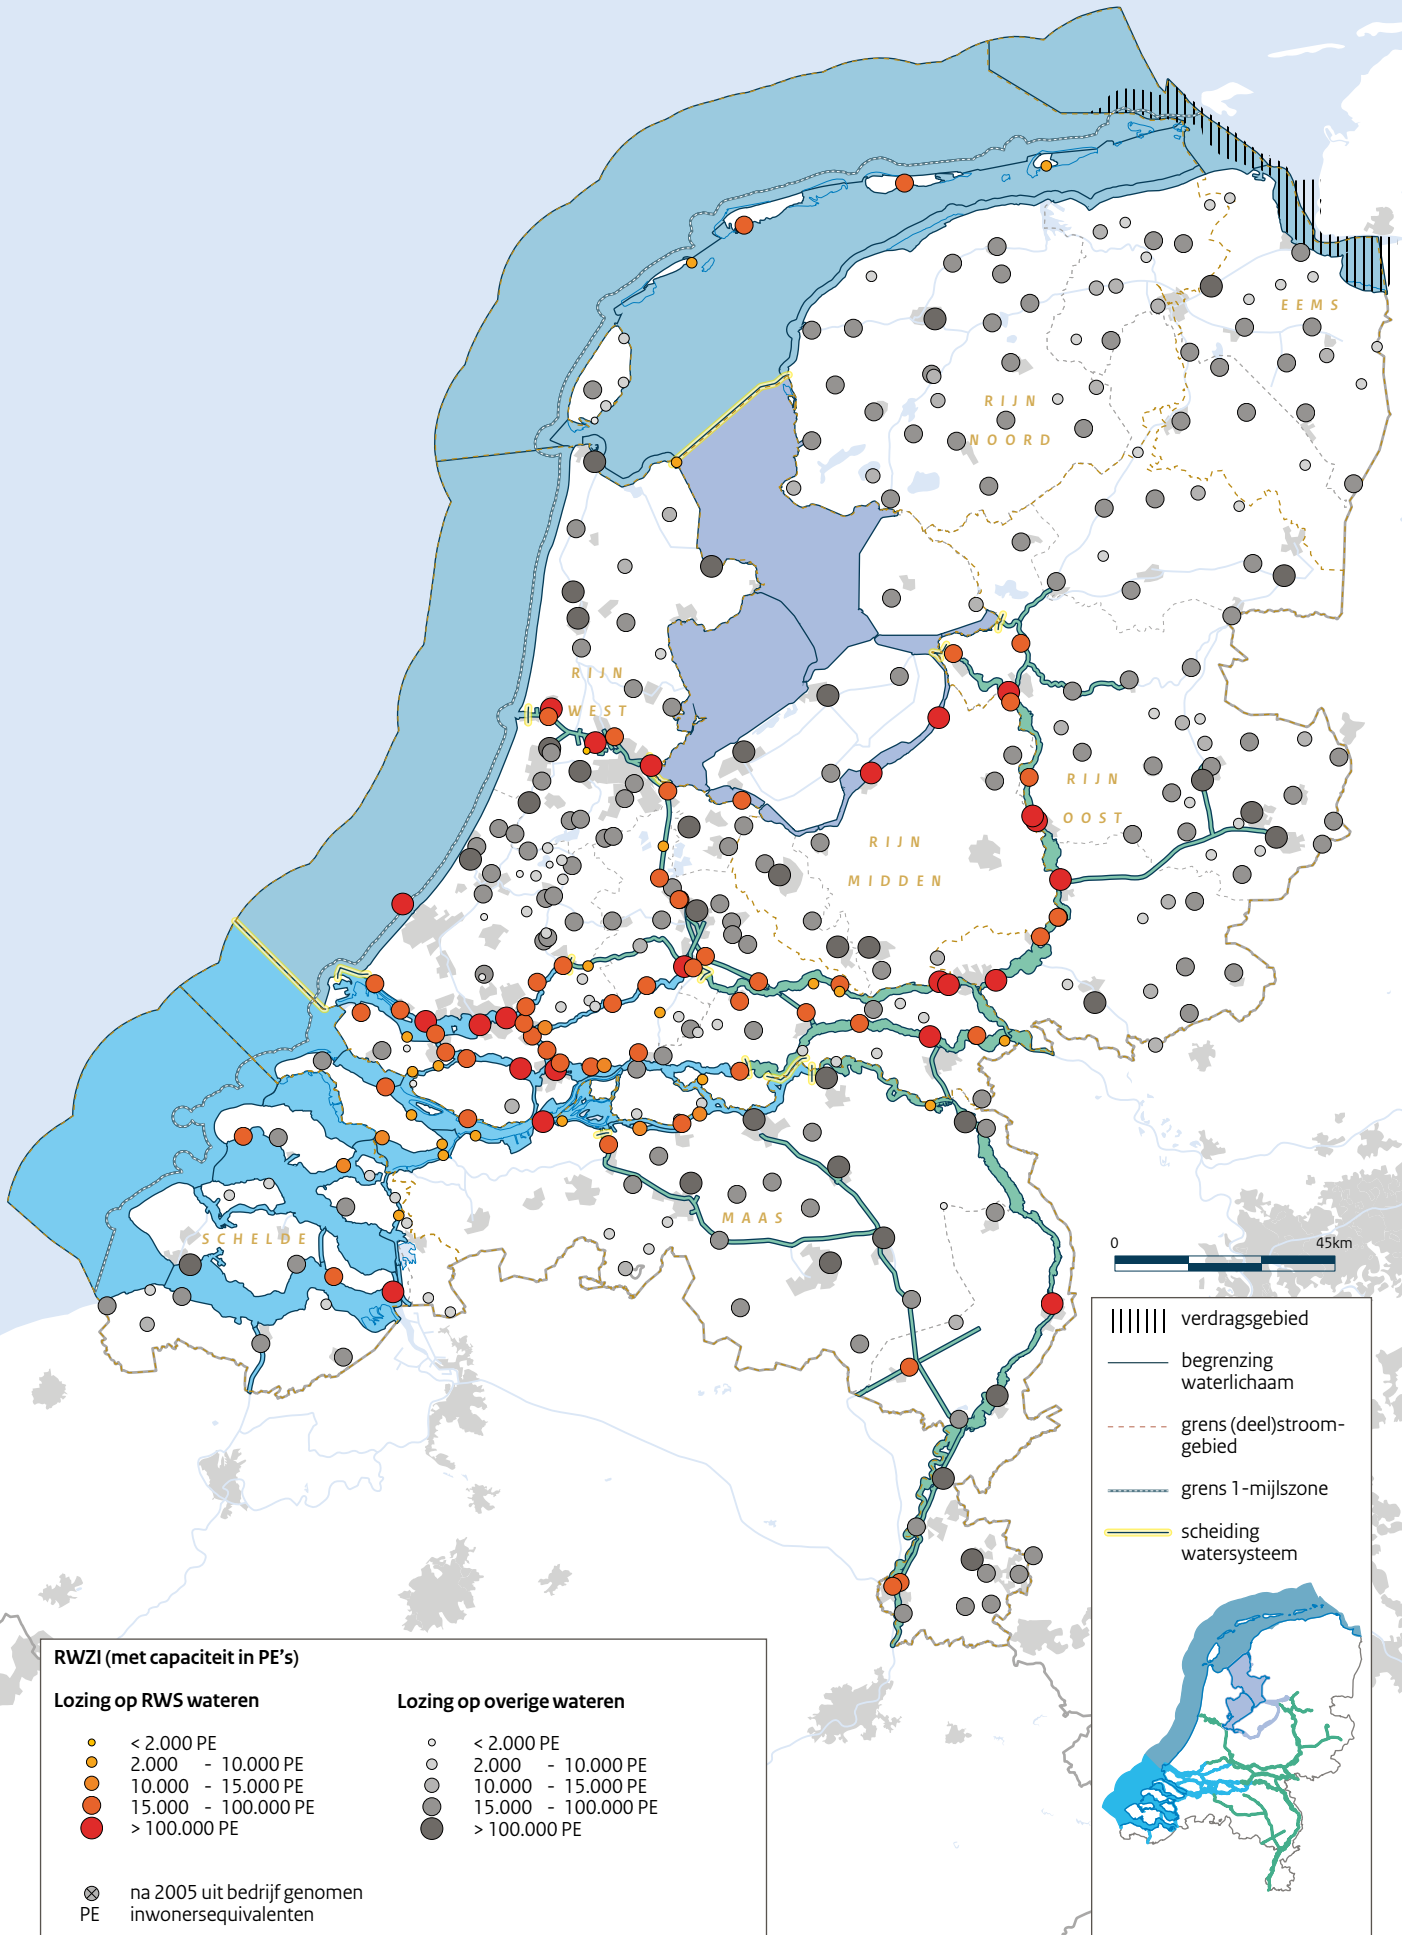 EEMS
RIJN
NOORD
RIJN
WEST
RIJN
OOST
RIJN
MIDDEN
MAAS
SCHELDE
0 45km
verdragsgebied
begrenzing
waterlichaam
grens (deel)stroom-
gebied
grens 1-mijlszone
scheiding
watersysteem
RWZI (met capaciteit in PE's)
Lozing op RWS wateren
< 2.000 PE
2.000 - 10.000 PE
10.000 - 15.000 PE
15.000 - 100.000 PE
> 100.000 PE
Lozing op overige wateren
< 2.000 PE
2.000 - 10.000 PE
10.000 - 15.000 PE
15.000 - 100.000 PE
> 100.000 PE
na 2005 uit bedrijf genomen
PE inwonersequivalenten